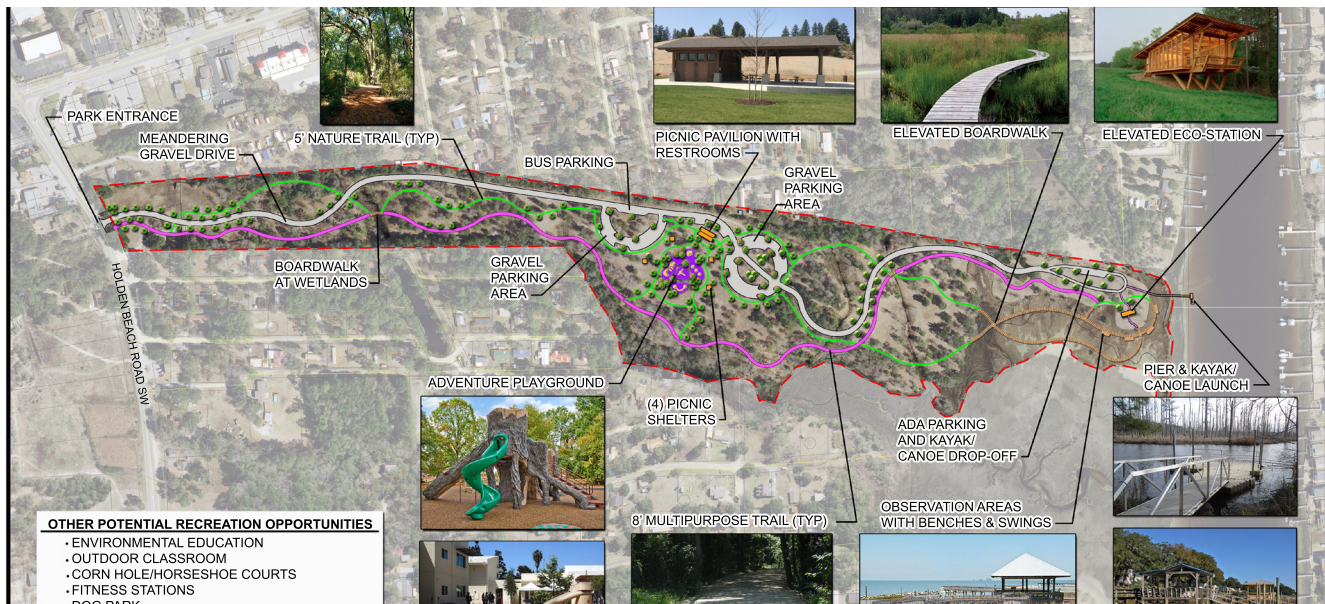 PARK ENTRANCE
MEANDERING
GRAVEL DRIVE
5' NATURE TRAIL (TYP)
BUS PARKING
PICNIC PAVILION WITH
RESTROOMS
GRAVEL
PARKING
AREA
ELEVATED BOARDWALK
ELEVATED ECO-STATION
BOARDWALK
AT WETLANDS
GRAVEL
PARKING
AREA
HOLDEN BEACH ROAD SW
ADVENTURE PLAYGROUND
(4) PICNIC
SHELTERS
ADA PARKING
AND KAYAK/
CANOE DROP-OFF
PIER & KAYAK/
CANOE LAUNCH
8' MULTIPURPOSE TRAIL (TYP)
OBSERVATION AREAS
WITH BENCHES & SWINGS
OTHER POTENTIAL RECREATION OPPORTUNITIES
• ENVIRONMENTAL EDUCATION
• OUTDOOR CLASSROOM
• CORN HOLE/HORSESHOE COURTS
• FITNESS STATIONS
• DOG PARK